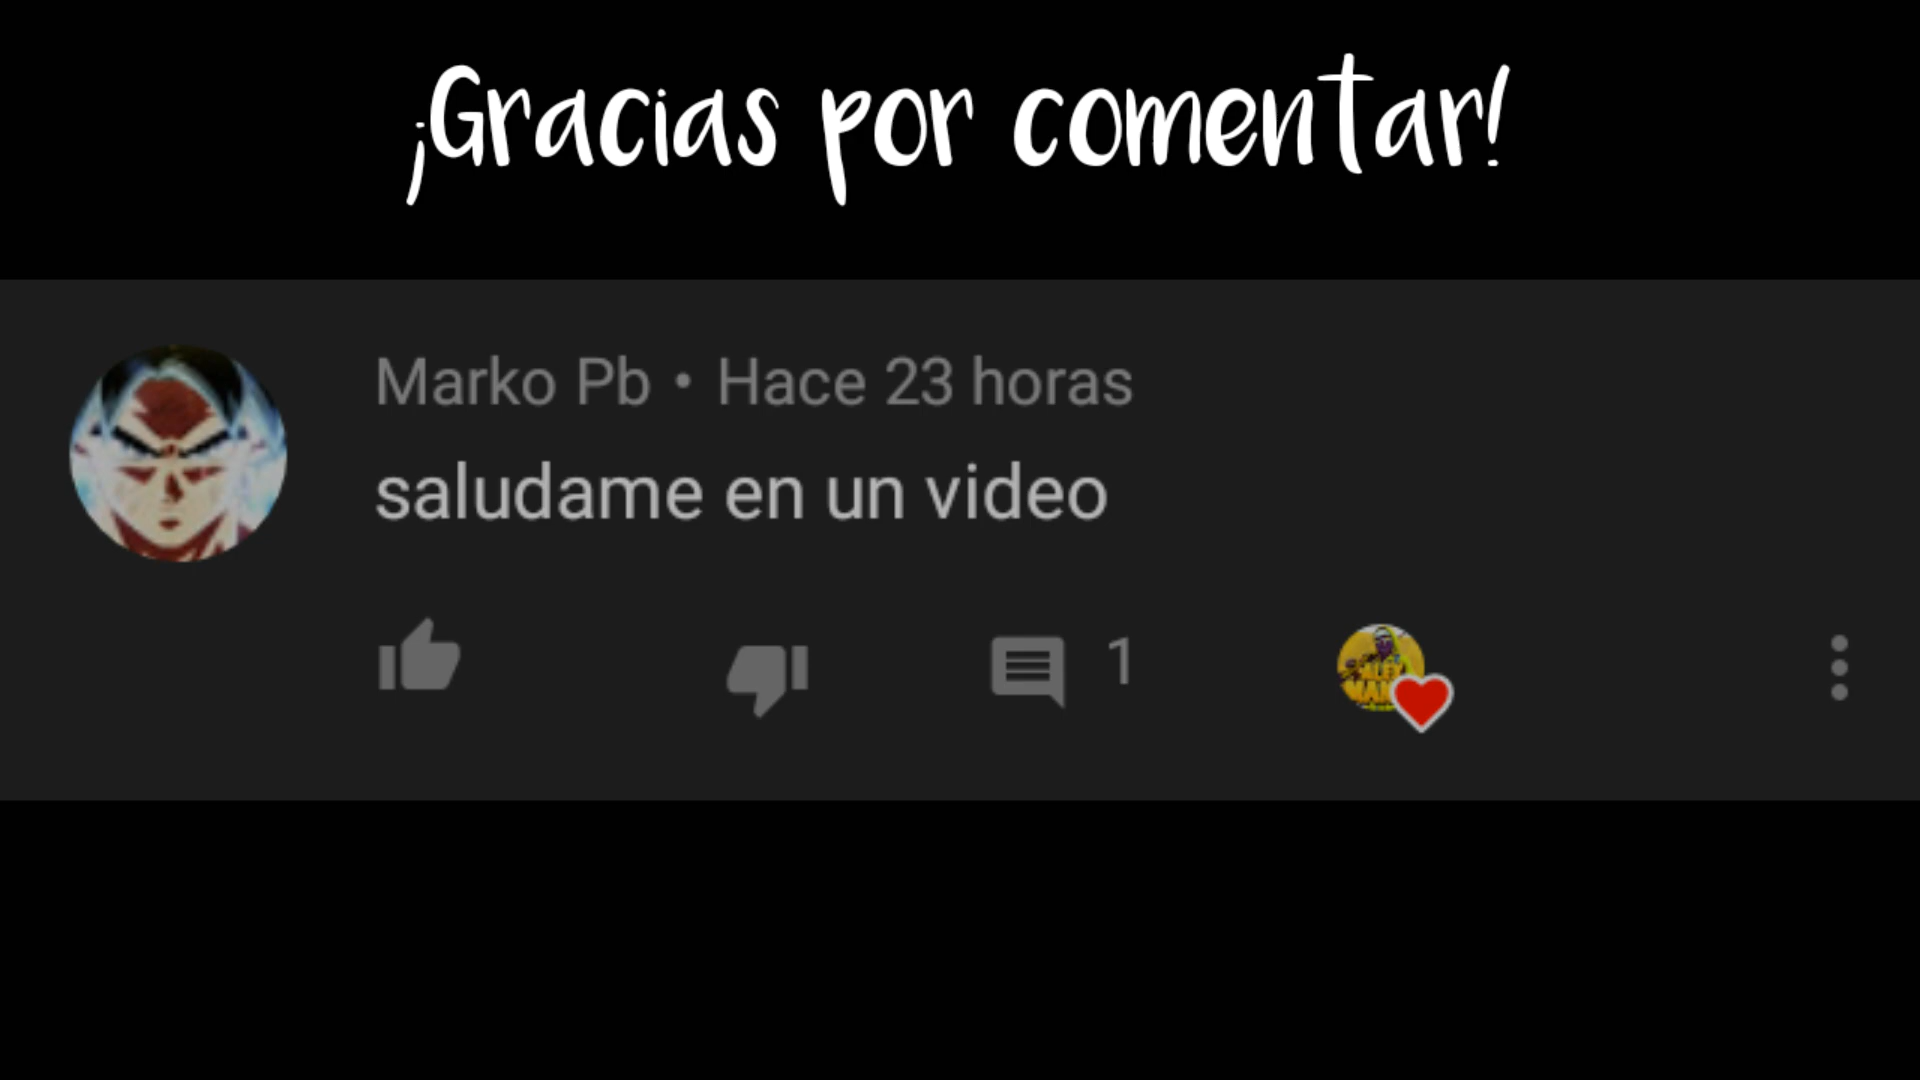 ¡Gracias por comentar!
Marko Pb • Hace 23 horas
saludame en un video
1